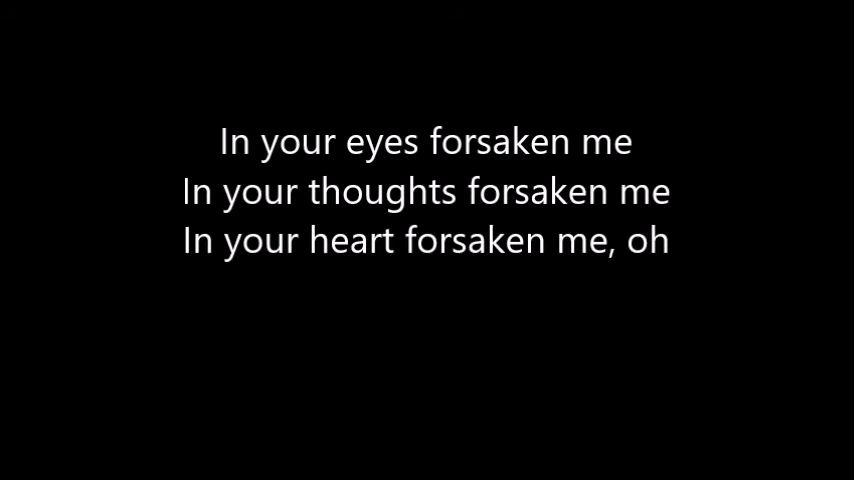 In your eyes forsaken me
In your thoughts forsaken me
In your heart forsaken me, oh